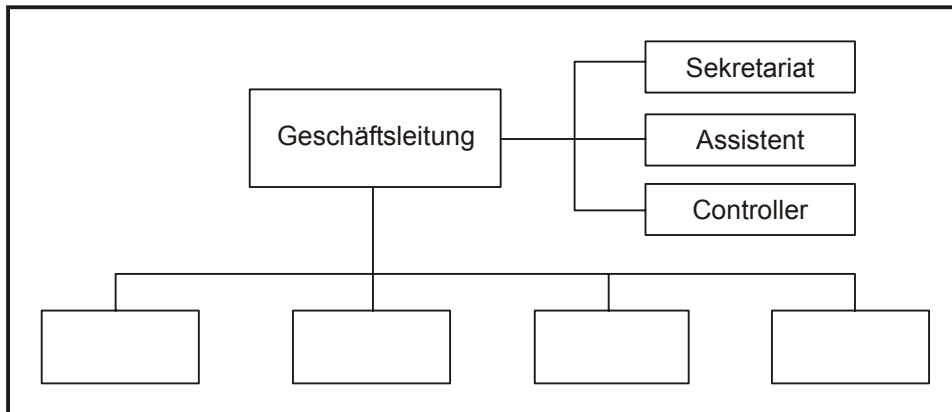 Sekretariat
Geschäftsleitung
Assistent
Controller